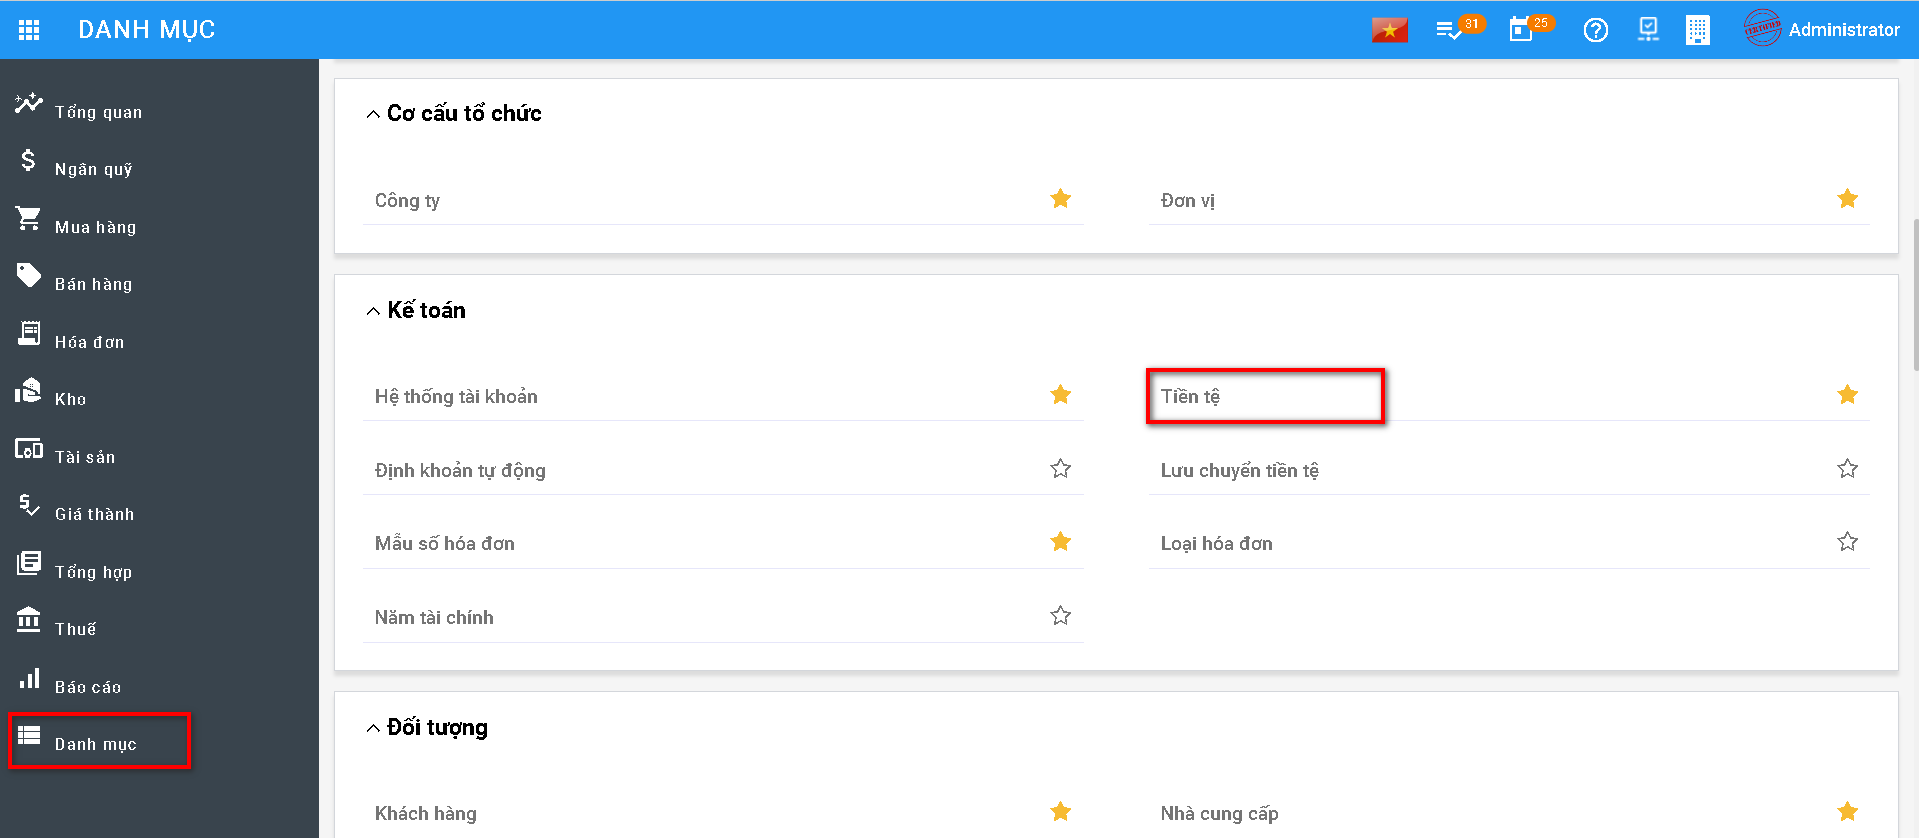 DANH MỤC
31
25
CERTIFIED
Administrator
Tổng quan
Ngân quỹ
Mua hàng
Bán hàng
Hóa đơn
Kho
Tài sản
Giá thành
Tổng hợp
Thuế
Báo cáo
Danh mục
Cơ cấu tổ chức
Công ty
Đơn vị
Kế toán
Hệ thống tài khoản
Tiền tệ
Định khoản tự động
Lưu chuyển tiền tệ
Mẫu số hóa đơn
Loại hóa đơn
Năm tài chính
Đối tượng
Khách hàng
Nhà cung cấp